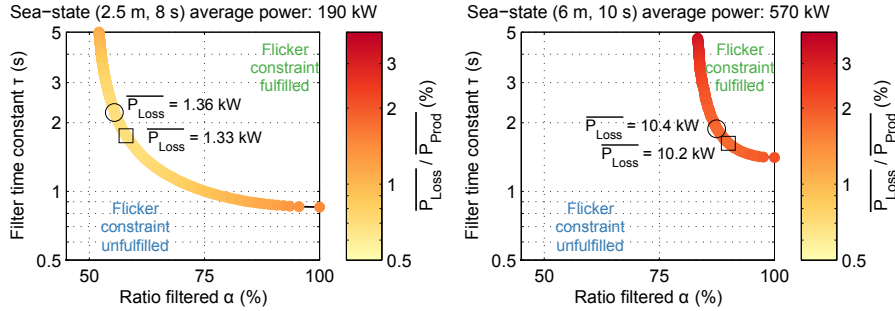 Sea-state (2.5 m, 8 s) average power: 190 kW
5
3
2
1
0.5
Filter time constant τ (s)
50
75
100
Ratio filtered α (%)
Flicker
constraint
fulfilled
P_Loss = 1.36 kW
P_Loss = 1.33 kW
Flicker
constraint
unfulfilled
3
2
1
0.5
P_Loss / P_Prod (%)
Sea-state (6 m, 10 s) average power: 570 kW
5
3
2
1
0.5
Filter time constant τ (s)
50
75
100
Ratio filtered α (%)
Flicker
constraint
fulfilled
P_Loss = 10.4 kW
P_Loss = 10.2 kW
Flicker
constraint
unfulfilled
3
2
1
0.5
P_Loss / P_Prod (%)